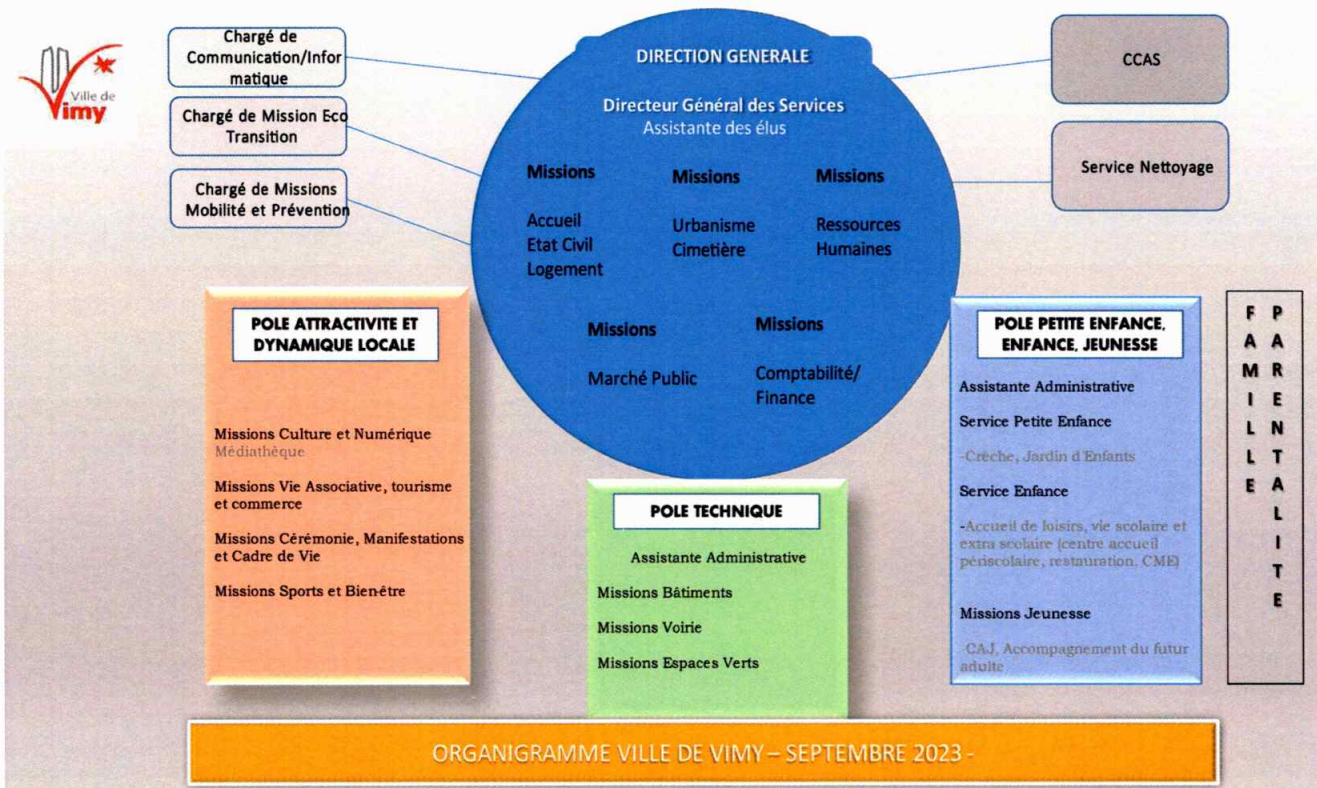 Ville de
Vimy
Chargé de
Communication/Infor
matique
Chargé de Mission Eco
Transition
Chargé de Missions
Mobilité et Prévention
DIRECTION GENERALE
Directeur Général des Services
Assistante des élus
Missions
Accueil
Etat Civil
Logement
Missions
Urbanisme
Cimetière
Missions
Ressources
Humaines
Missions
Marché Public
Missions
Comptabilité/
Finance
CCAS
Service Nettoyage
POLE ATTRACTIVITE ET
DYNAMIQUE LOCALE
Missions Culture et Numérique
Médiathèque
Missions Vie Associative, tourisme
et commerce
Missions Cérémonie, Manifestations
et Cadre de Vie
Missions Sports et Bien-être
POLE TECHNIQUE
Assistante Administrative
Missions Bâtiments
Missions Voirie
Missions Espaces Verts
POLE PETITE ENFANCE,
ENFANCE, JEUNESSE
Assistante Administrative
Service Petite Enfance
-Crèche, Jardin d'Enfants
Service Enfance
-Accueil de loisirs, vie scolaire et
extra scolaire (centre accueil
périscolaire, restauration, CME)
Missions Jeunesse
-CAJ, Accompagnement du futur
adulte
FAMILLE
PARENTALITE
ORGANIGRAMME VILLE DE VIMY – SEPTEMBRE 2023 -